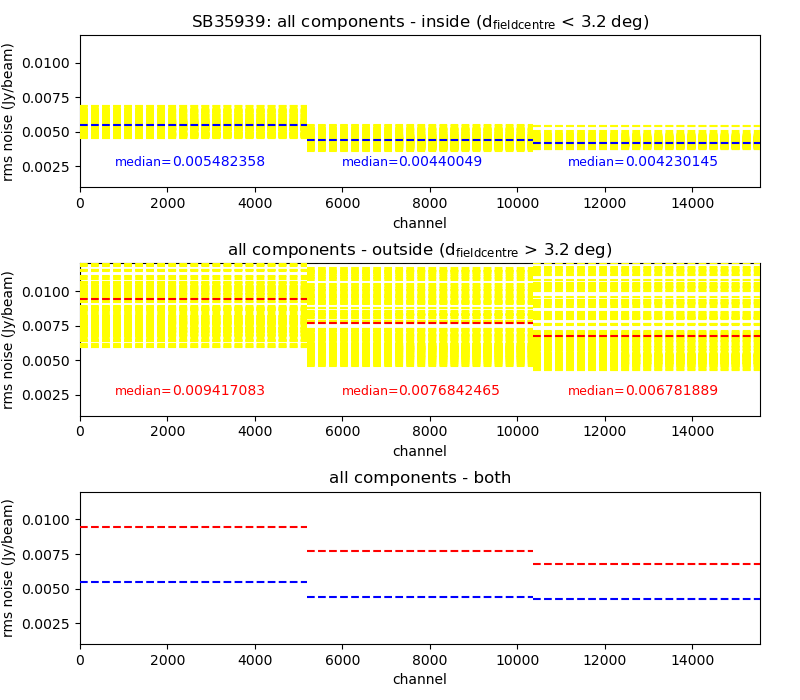 SB35939: all components - inside (dfieldcentre < 3.2 deg)
rms noise (Jy/beam)
0.0100
0.0075
0.0050
0.0025
median=0.005482358 median=0.00440049 median=0.004230145
0 2000 4000 6000 8000 10000 12000 14000
channel
all components - outside (dfieldcentre > 3.2 deg)
rms noise (Jy/beam)
0.0100
0.0075
0.0050
0.0025
median=0.009417083 median=0.0076842465 median=0.006781889
0 2000 4000 6000 8000 10000 12000 14000
channel
all components - both
rms noise (Jy/beam)
0.0100
0.0075
0.0050
0.0025
0 2000 4000 6000 8000 10000 12000 14000
channel